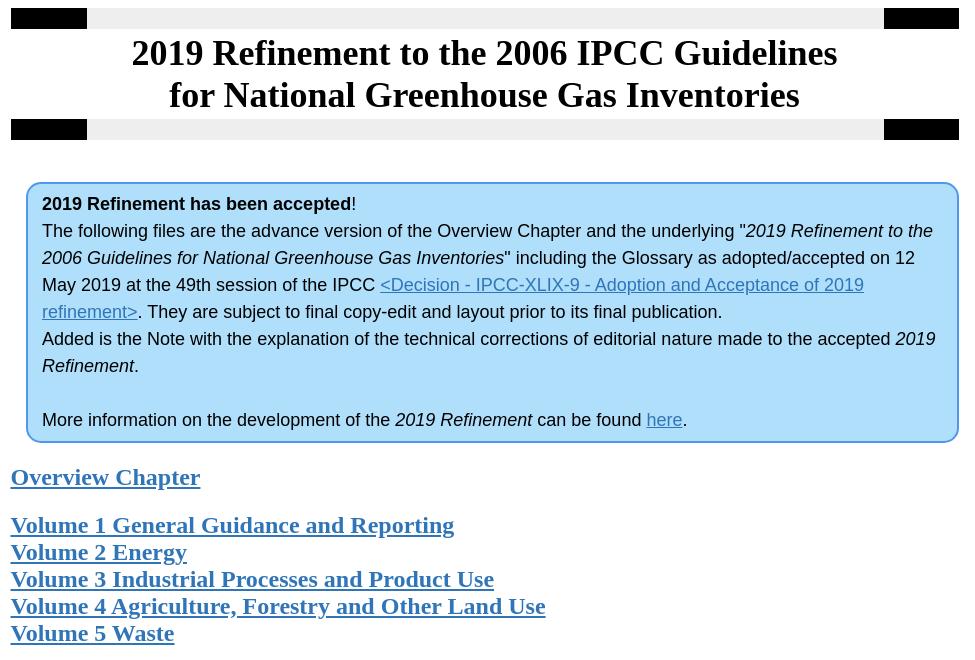 2019 Refinement to the 2006 IPCC Guidelines
for National Greenhouse Gas Inventories
2019 Refinement has been accepted!
The following files are the advance version of the Overview Chapter and the underlying "2019 Refinement to the
2006 Guidelines for National Greenhouse Gas Inventories" including the Glossary as adopted/accepted on 12
May 2019 at the 49th session of the IPCC <Decision - IPCC-XLIX-9 - Adoption and Acceptance of 2019
refinement>. They are subject to final copy-edit and layout prior to its final publication.
Added is the Note with the explanation of the technical corrections of editorial nature made to the accepted 2019
Refinement.
More information on the development of the 2019 Refinement can be found here.
Overview Chapter
Volume 1 General Guidance and Reporting
Volume 2 Energy
Volume 3 Industrial Processes and Product Use
Volume 4 Agriculture, Forestry and Other Land Use
Volume 5 Waste